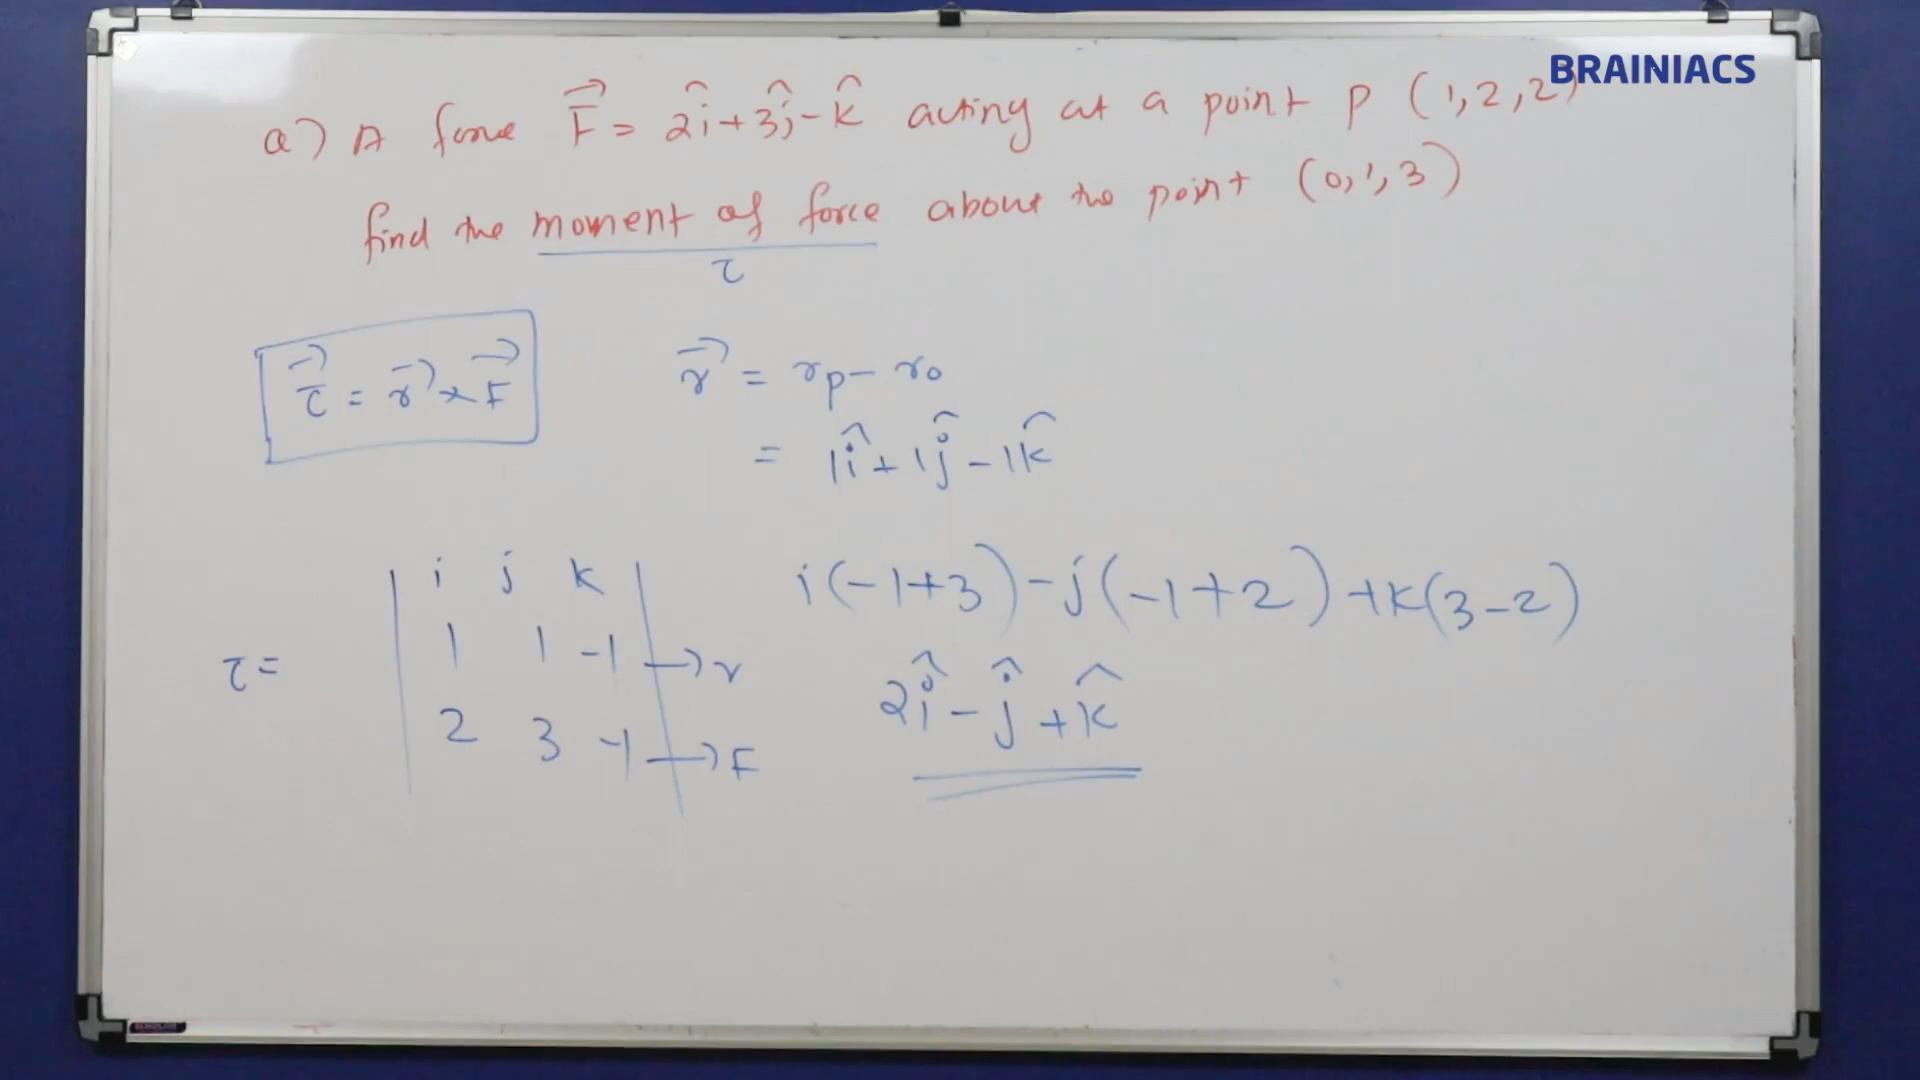 BRAINIACS
a) A force F⃗ = 2î+3ĵ-k̂ acting at a point P (1,2,2)
find the moment of force about the point (0,1,3)
τ
τ⃗ = r⃗ × F⃗
r⃗ = rp - ro
= 1î + 1ĵ - 1k̂
i j k
1 1 -1 → r
τ =
2 3 -1 → F
i(-1+3) - j(-1+2) + k(3-2)
2î - ĵ + k̂